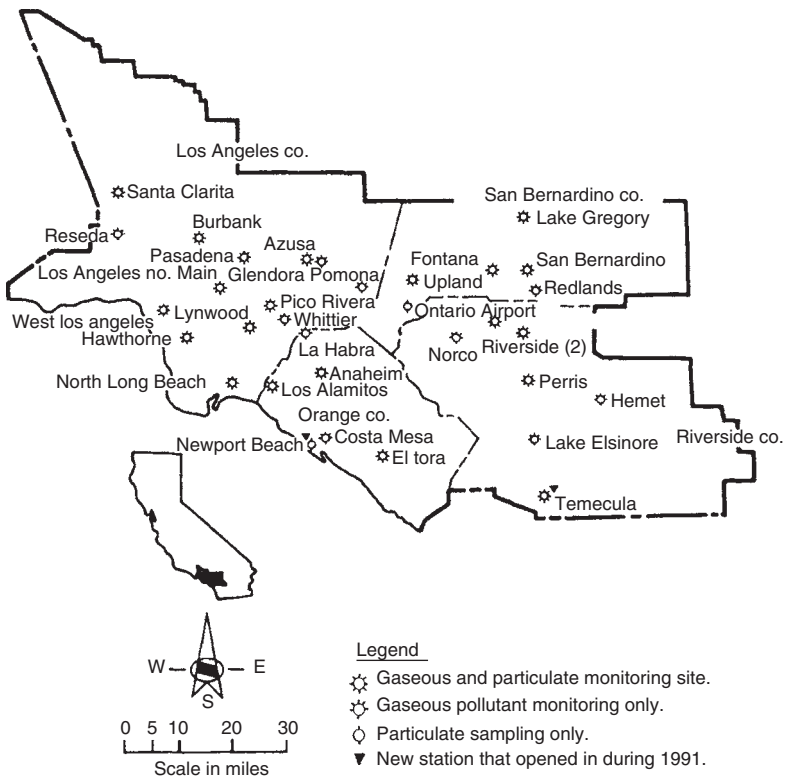 Los Angeles co.
Santa Clarita
San Bernardino co.
Lake Gregory
Reseda
Burbank
Pasadena
Azusa
Fontana
San Bernardino
Los Angeles no. Main
Glendora
Pomona
Upland
Redlands
Pico Rivera
Ontario Airport
West los angeles
Lynwood
Whittier
Hawthorne
La Habra
Norco
Riverside (2)
North Long Beach
Anaheim
Perris
Los Alamitos
Hemet
Orange co.
Newport Beach
Costa Mesa
Lake Elsinore
Riverside co.
El tora
Temecula
W
E
S
Legend
Gaseous and particulate monitoring site.
Gaseous pollutant monitoring only.
Particulate sampling only.
New station that opened in during 1991.
0 5 10 20 30
Scale in miles